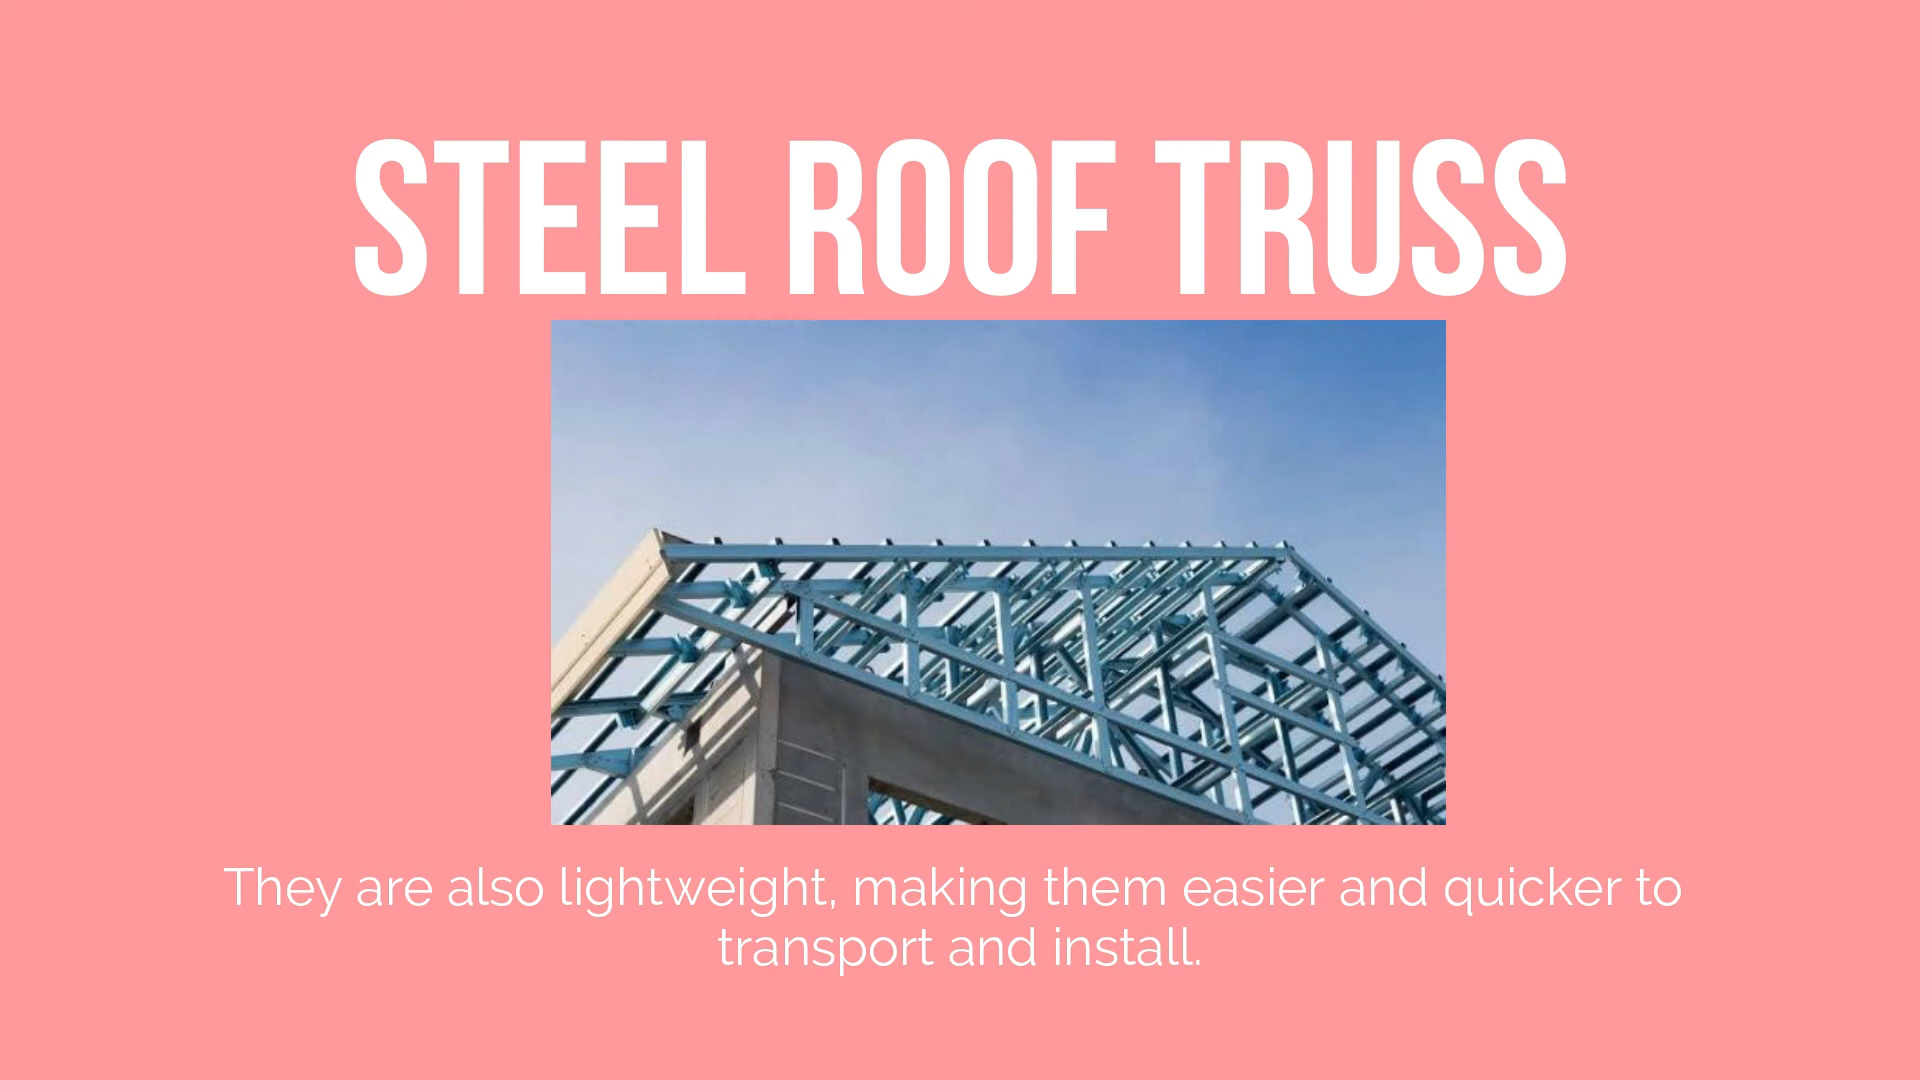 STEEL ROOF TRUSS
They are also lightweight, making them easier and quicker to
transport and install.